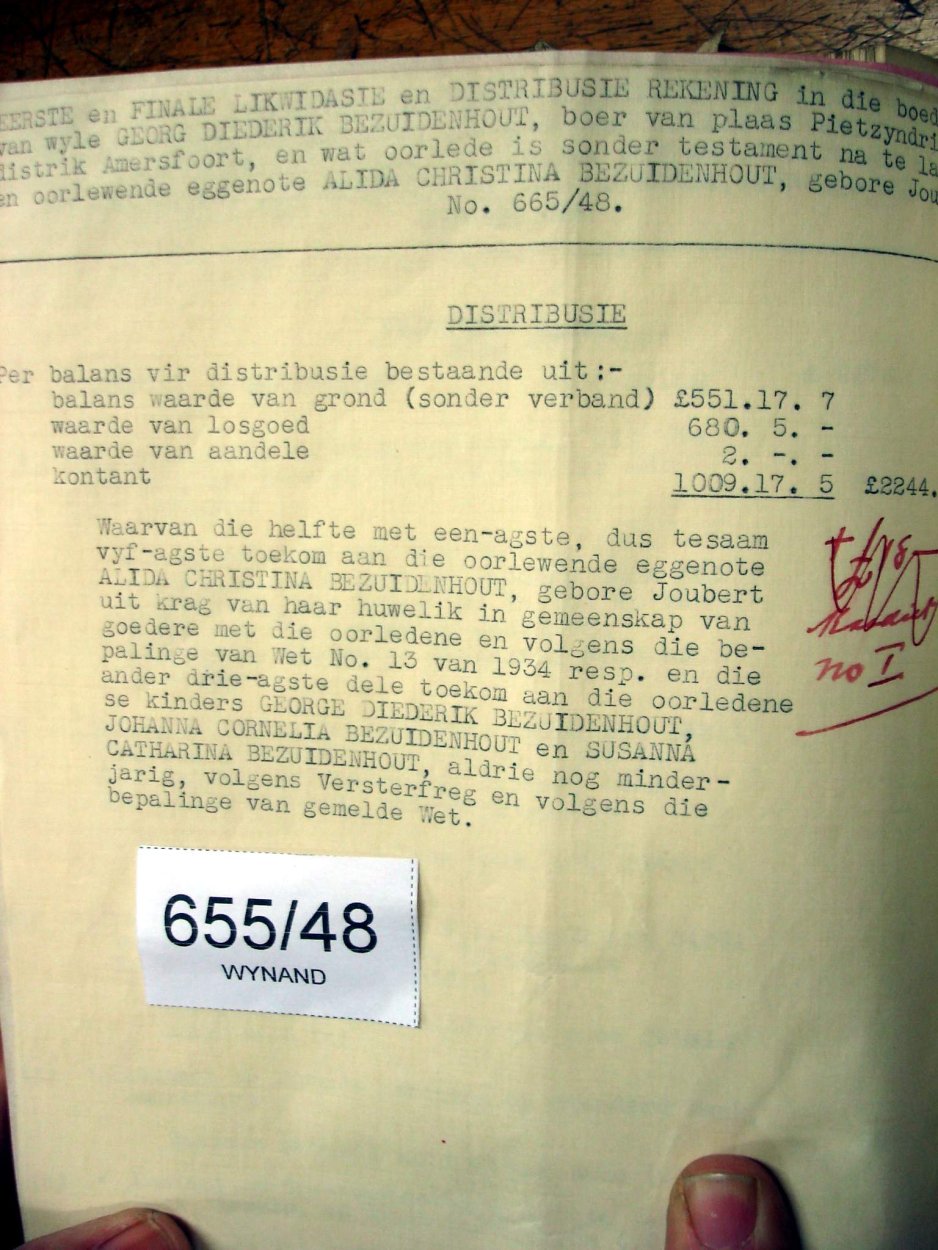 EERSTE en FINALE LIKWIDASIE en DISTRIBUSIE REKENING in die boed
van wyle GEORG DIEDERIK BEZUIDENHOUT, boer van plaas Pietzyndri
distrik Amersfoort, en wat oorlede is sonder testament na te la
en oorlewende eggenote ALIDA CHRISTINA BEZUIDENHOUT, gebore Jou
No. 665/48.
DISTRIBUSIE
Per balans vir distribusie bestaande uit:-
balans waarde van grond (sonder verband) £551.17. 7
waarde van losgoed 680. 5. -
waarde van aandele 2. -. -
kontant 1009.17. 5 £2244.
Waarvan die helfte met een-agste, dus tesaam
vyf-agste toekom aan die oorlewende eggenote
ALIDA CHRISTINA BEZUIDENHOUT, gebore Joubert
uit krag van haar huwelik in gemeenskap van
goedere met die oorledene en volgens die be-
palinge van Wet No. 13 van 1934 resp. en die
ander drie-agste dele toekom aan die oorledene
se kinders GEORGE DIEDERIK BEZUIDENHOUT,
JOHANNA CORNELIA BEZUIDENHOUT en SUSANNA
CATHARINA BEZUIDENHOUT, aldrie nog minder-
jarig, volgens Versterfreg en volgens die
bepalinge van gemelde Wet.
no I
655/48
WYNAND